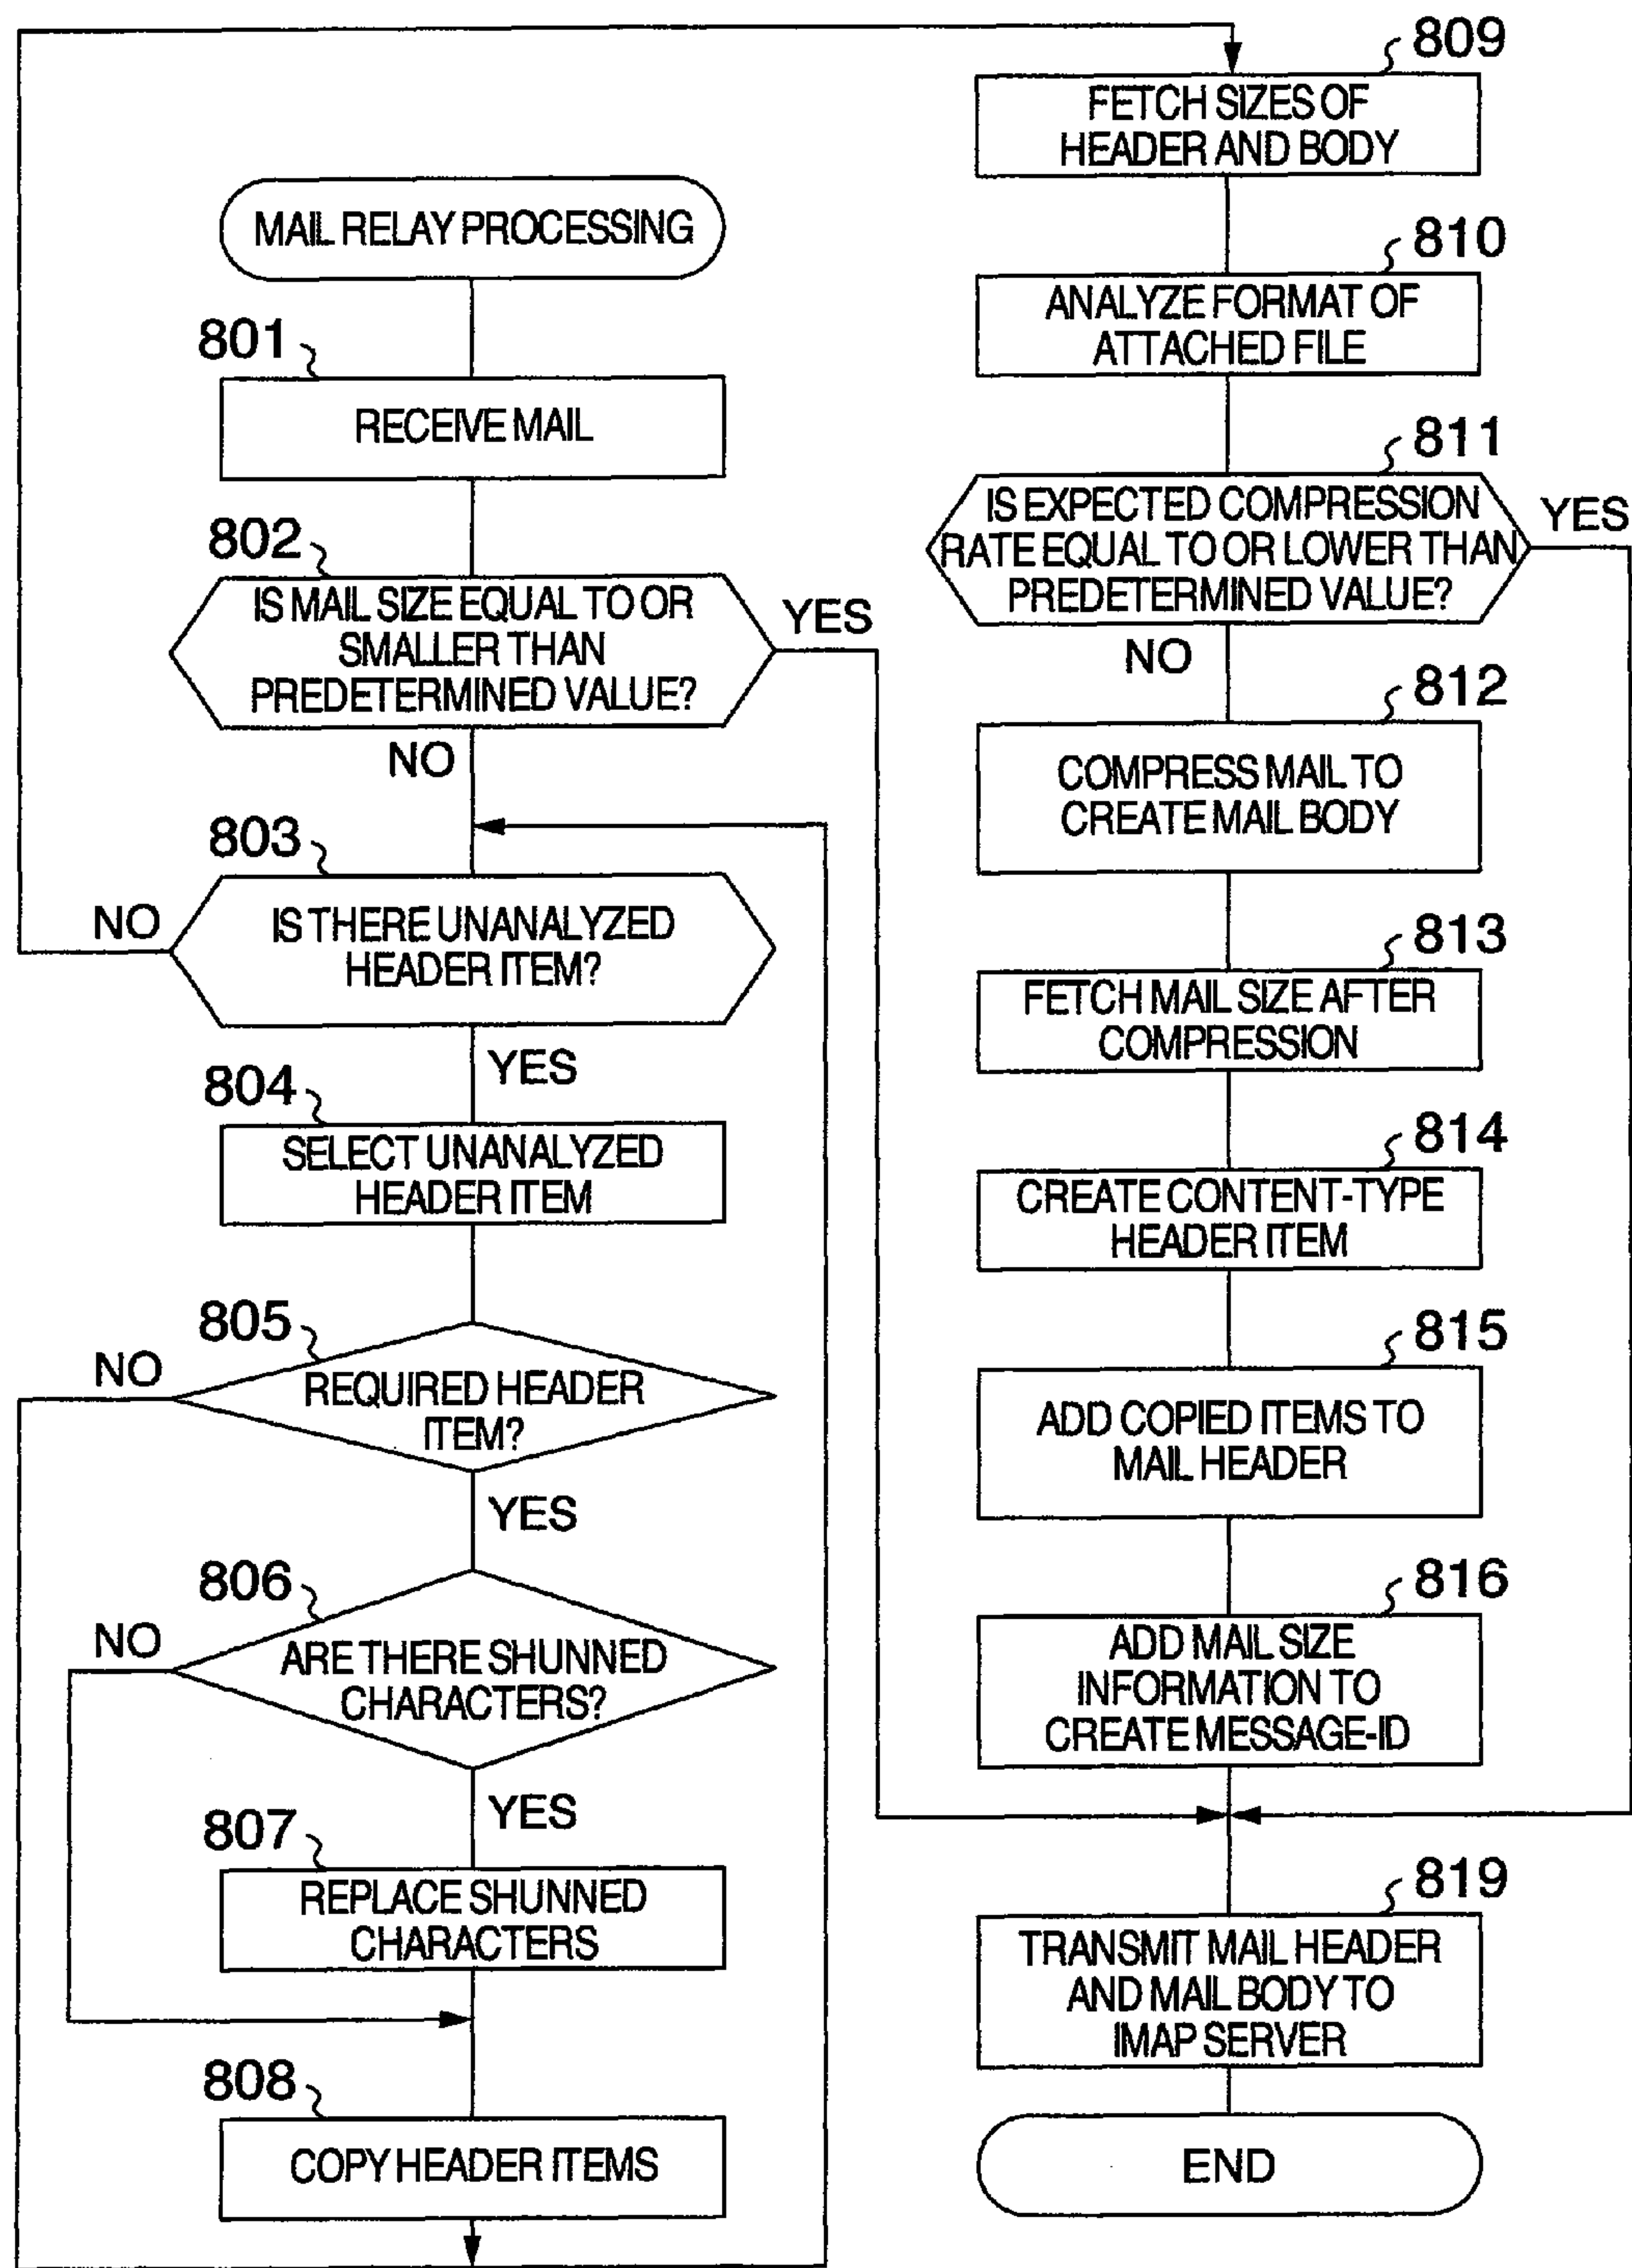 MAIL RELAY PROCESSING
801
RECEIVE MAIL
802
IS MAIL SIZE EQUAL TO OR
SMALLER THAN
PREDETERMINED VALUE?
YES
NO
803
IS THERE UNANALYZED
HEADER ITEM?
NO
YES
804
SELECT UNANALYZED
HEADER ITEM
805
REQUIRED HEADER
ITEM?
NO
YES
806
ARE THERE SHUNNED
CHARACTERS?
NO
YES
807
REPLACE SHUNNED
CHARACTERS
808
COPY HEADER ITEMS
809
FETCH SIZES OF
HEADER AND BODY
810
ANALYZE FORMAT OF
ATTACHED FILE
811
IS EXPECTED COMPRESSION
RATE EQUAL TO OR LOWER THAN
PREDETERMINED VALUE?
YES
NO
812
COMPRESS MAIL TO
CREATE MAIL BODY
813
FETCH MAIL SIZE AFTER
COMPRESSION
814
CREATE CONTENT-TYPE
HEADER ITEM
815
ADD COPIED ITEMS TO
MAIL HEADER
816
ADD MAIL SIZE
INFORMATION TO
CREATE MESSAGE-ID
819
TRANSMIT MAIL HEADER
AND MAIL BODY TO
IMAP SERVER
END